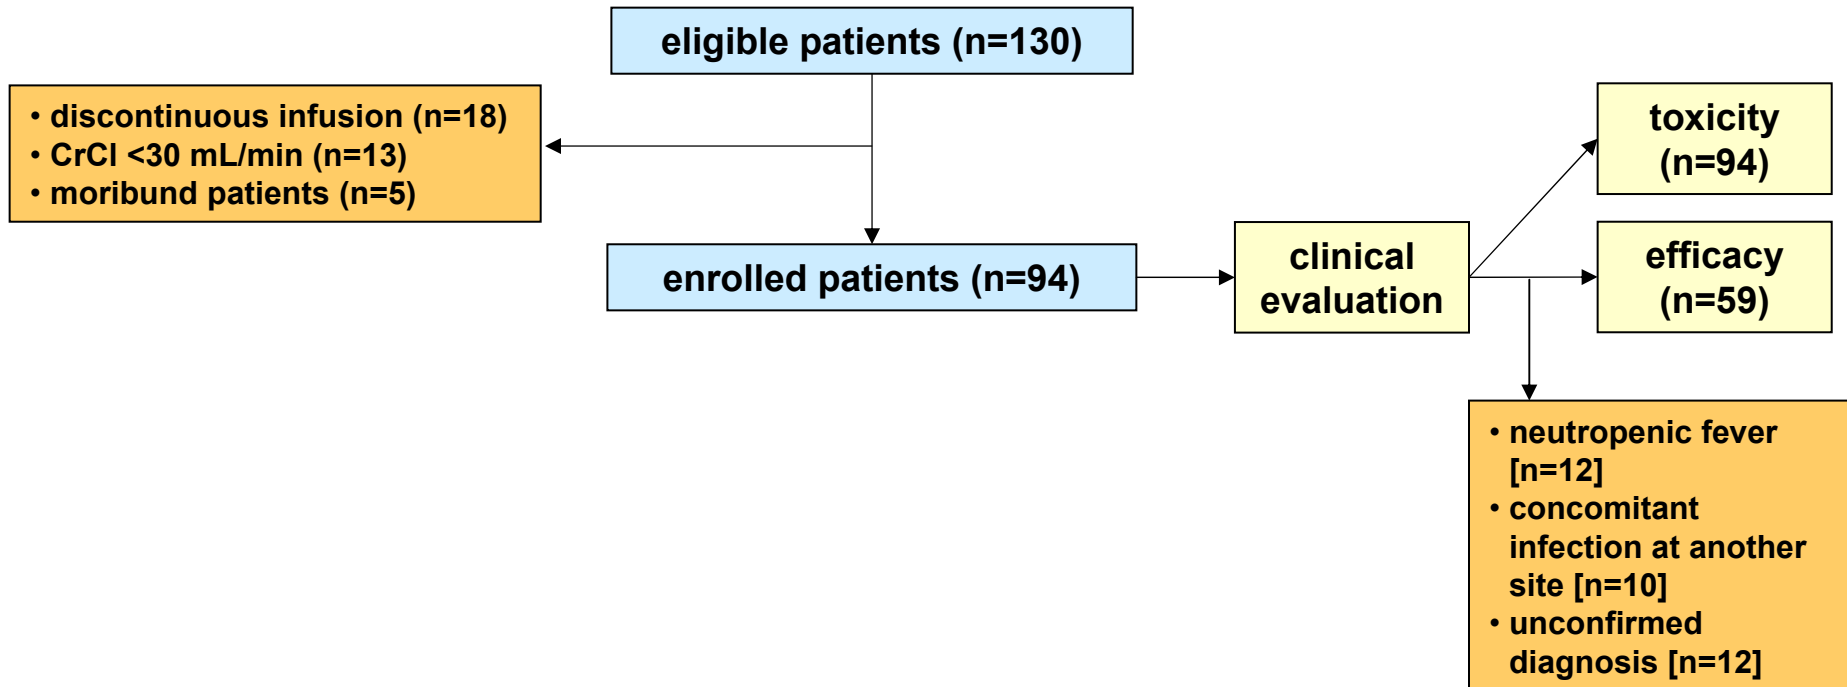 eligible patients (n=130)
• discontinuous infusion (n=18)
• CrCl <30 mL/min (n=13)
• moribund patients (n=5)
enrolled patients (n=94)
clinical
evaluation
toxicity
(n=94)
efficacy
(n=59)
• neutropenic fever
[n=12]
• concomitant
infection at another
site [n=10]
• unconfirmed
diagnosis [n=12]